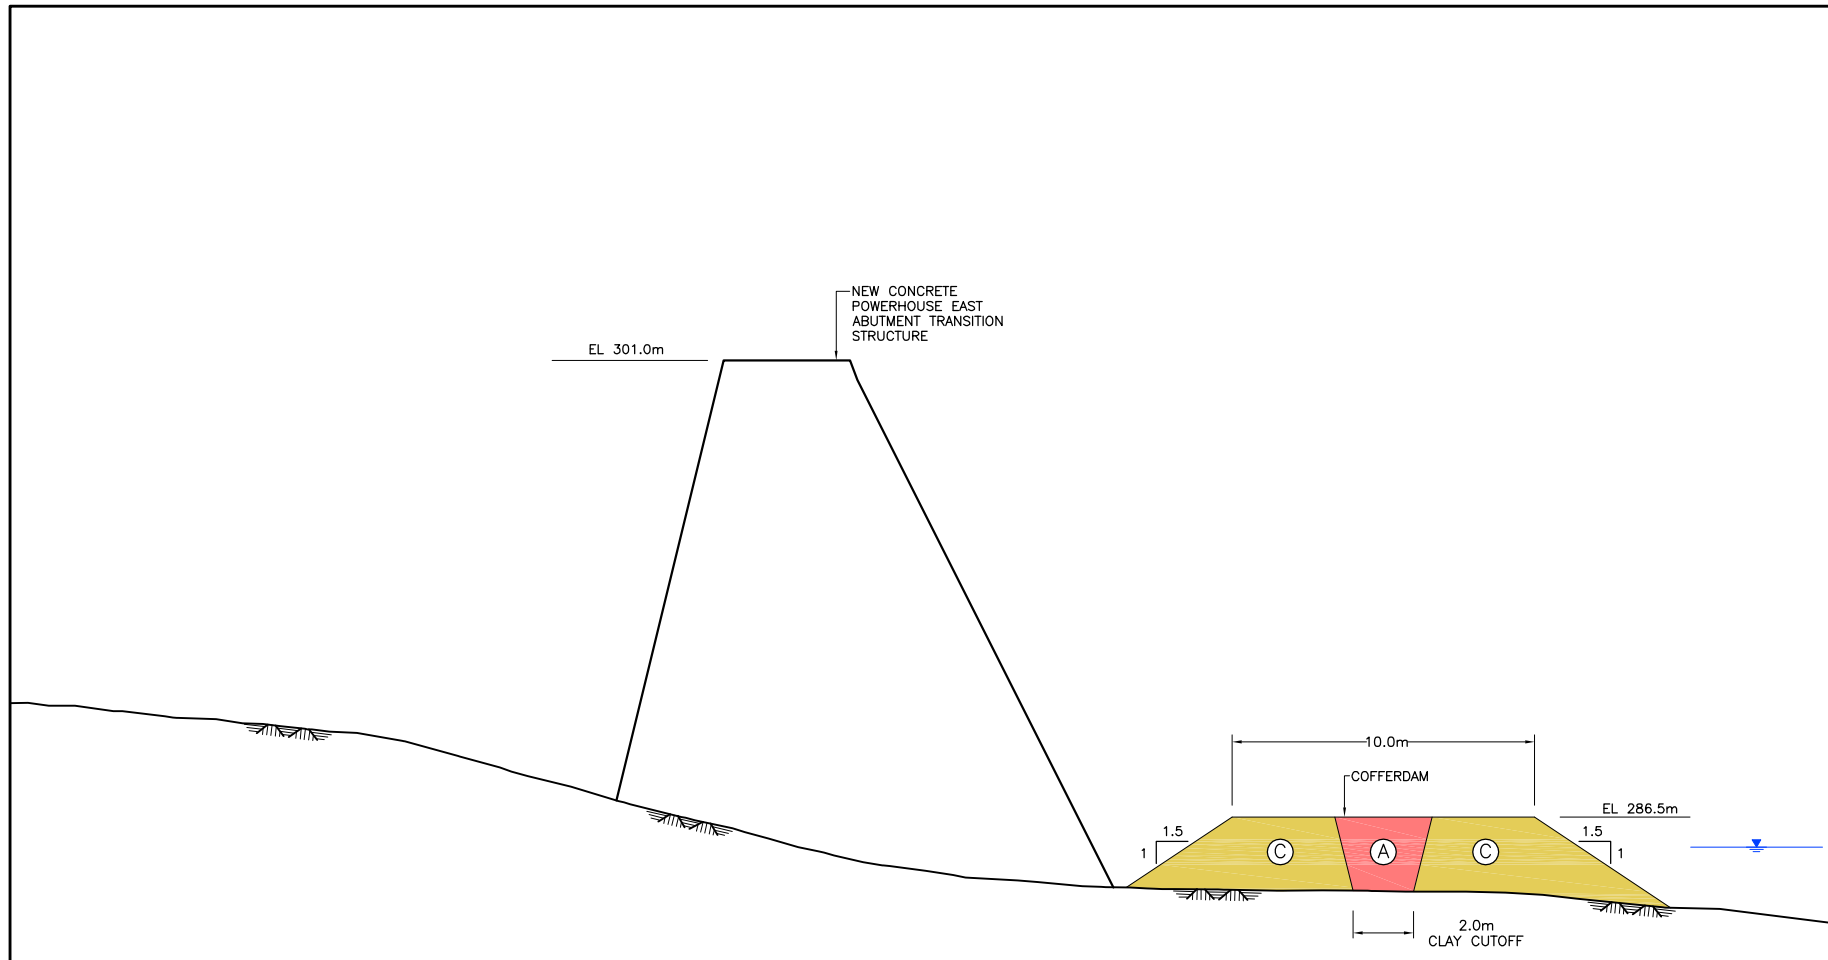 NEW CONCRETE
POWERHOUSE EAST
ABUTMENT TRANSITION
STRUCTURE
EL 301.0m
10.0m
COFFERDAM
EL 286.5m
1.5
1
C
A
C
1.5
1
2.0m
CLAY CUTOFF